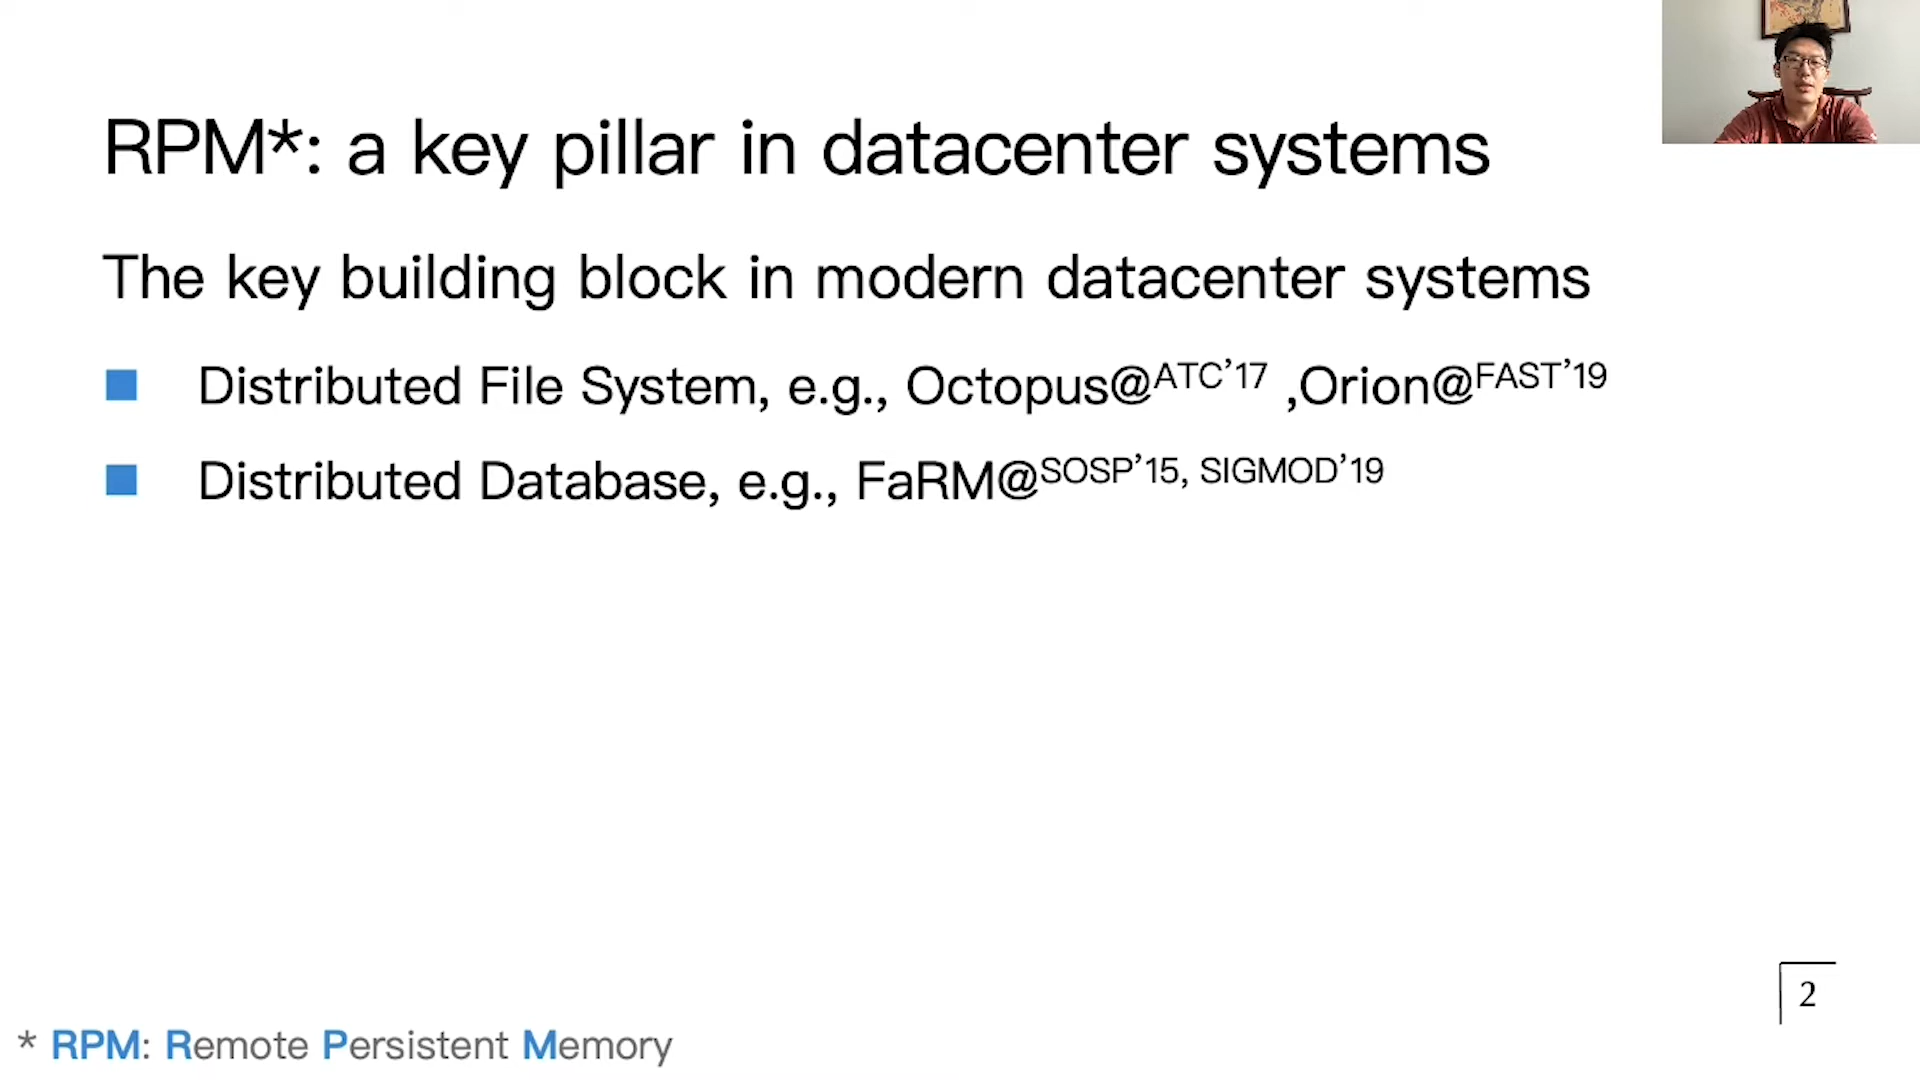 RPM*: a key pillar in datacenter systems
The key building block in modern datacenter systems
Distributed File System, e.g., Octopus@ATC’17 ,Orion@FAST’19
Distributed Database, e.g., FaRM@SOSP’15, SIGMOD’19
2
* RPM: Remote Persistent Memory